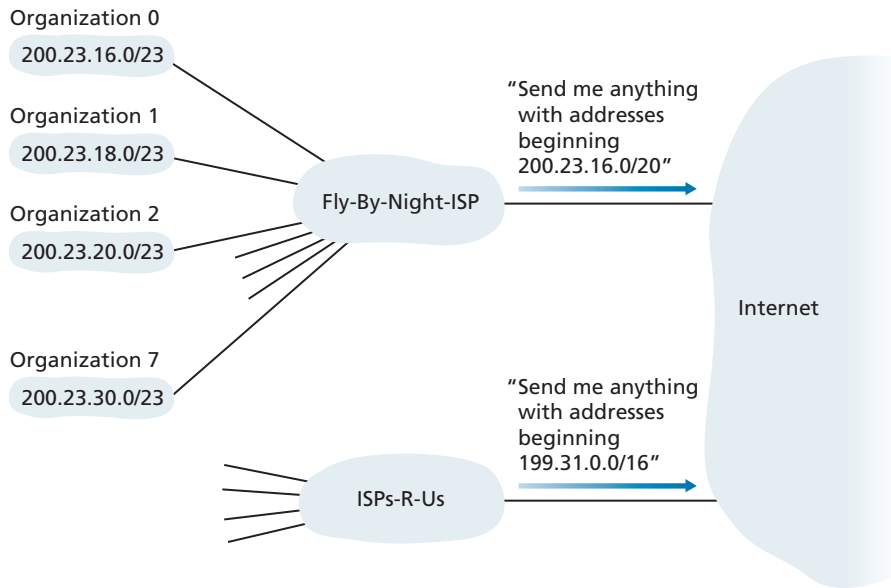 Organization 0
200.23.16.0/23
Organization 1
200.23.18.0/23
Organization 2
200.23.20.0/23
Organization 7
200.23.30.0/23
Fly-By-Night-ISP
“Send me anything
with addresses
beginning
200.23.16.0/20”
Internet
ISPs-R-Us
“Send me anything
with addresses
beginning
199.31.0.0/16”